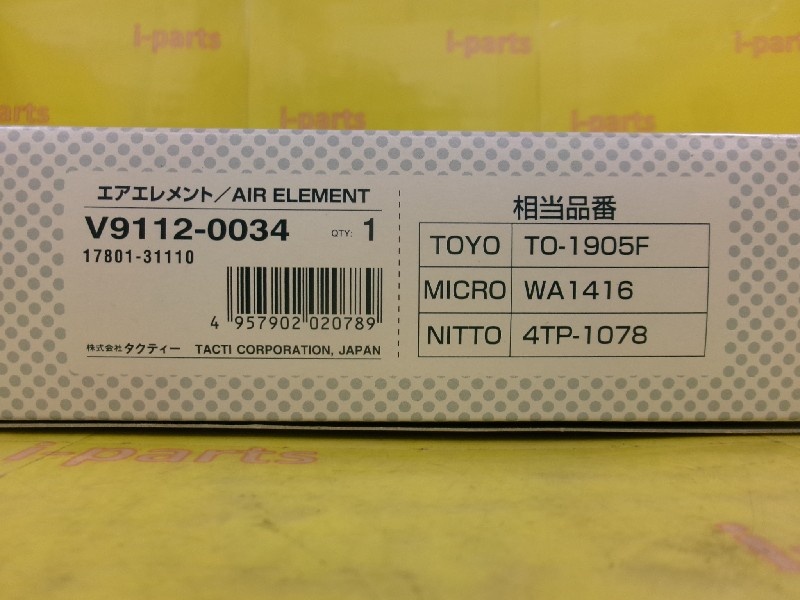 i-parts
i-parts
i-parts
i-parts
i-parts
エアエレメント/AIR ELEMENT
V9112-0034 QTY: 1
17801-31110
4 957902 020789
株式会社 タクティー TACTI CORPORATION, JAPAN
相当品番
TOYO TO-1905F
MICRO WA1416
NITTO 4TP-1078
i-parts